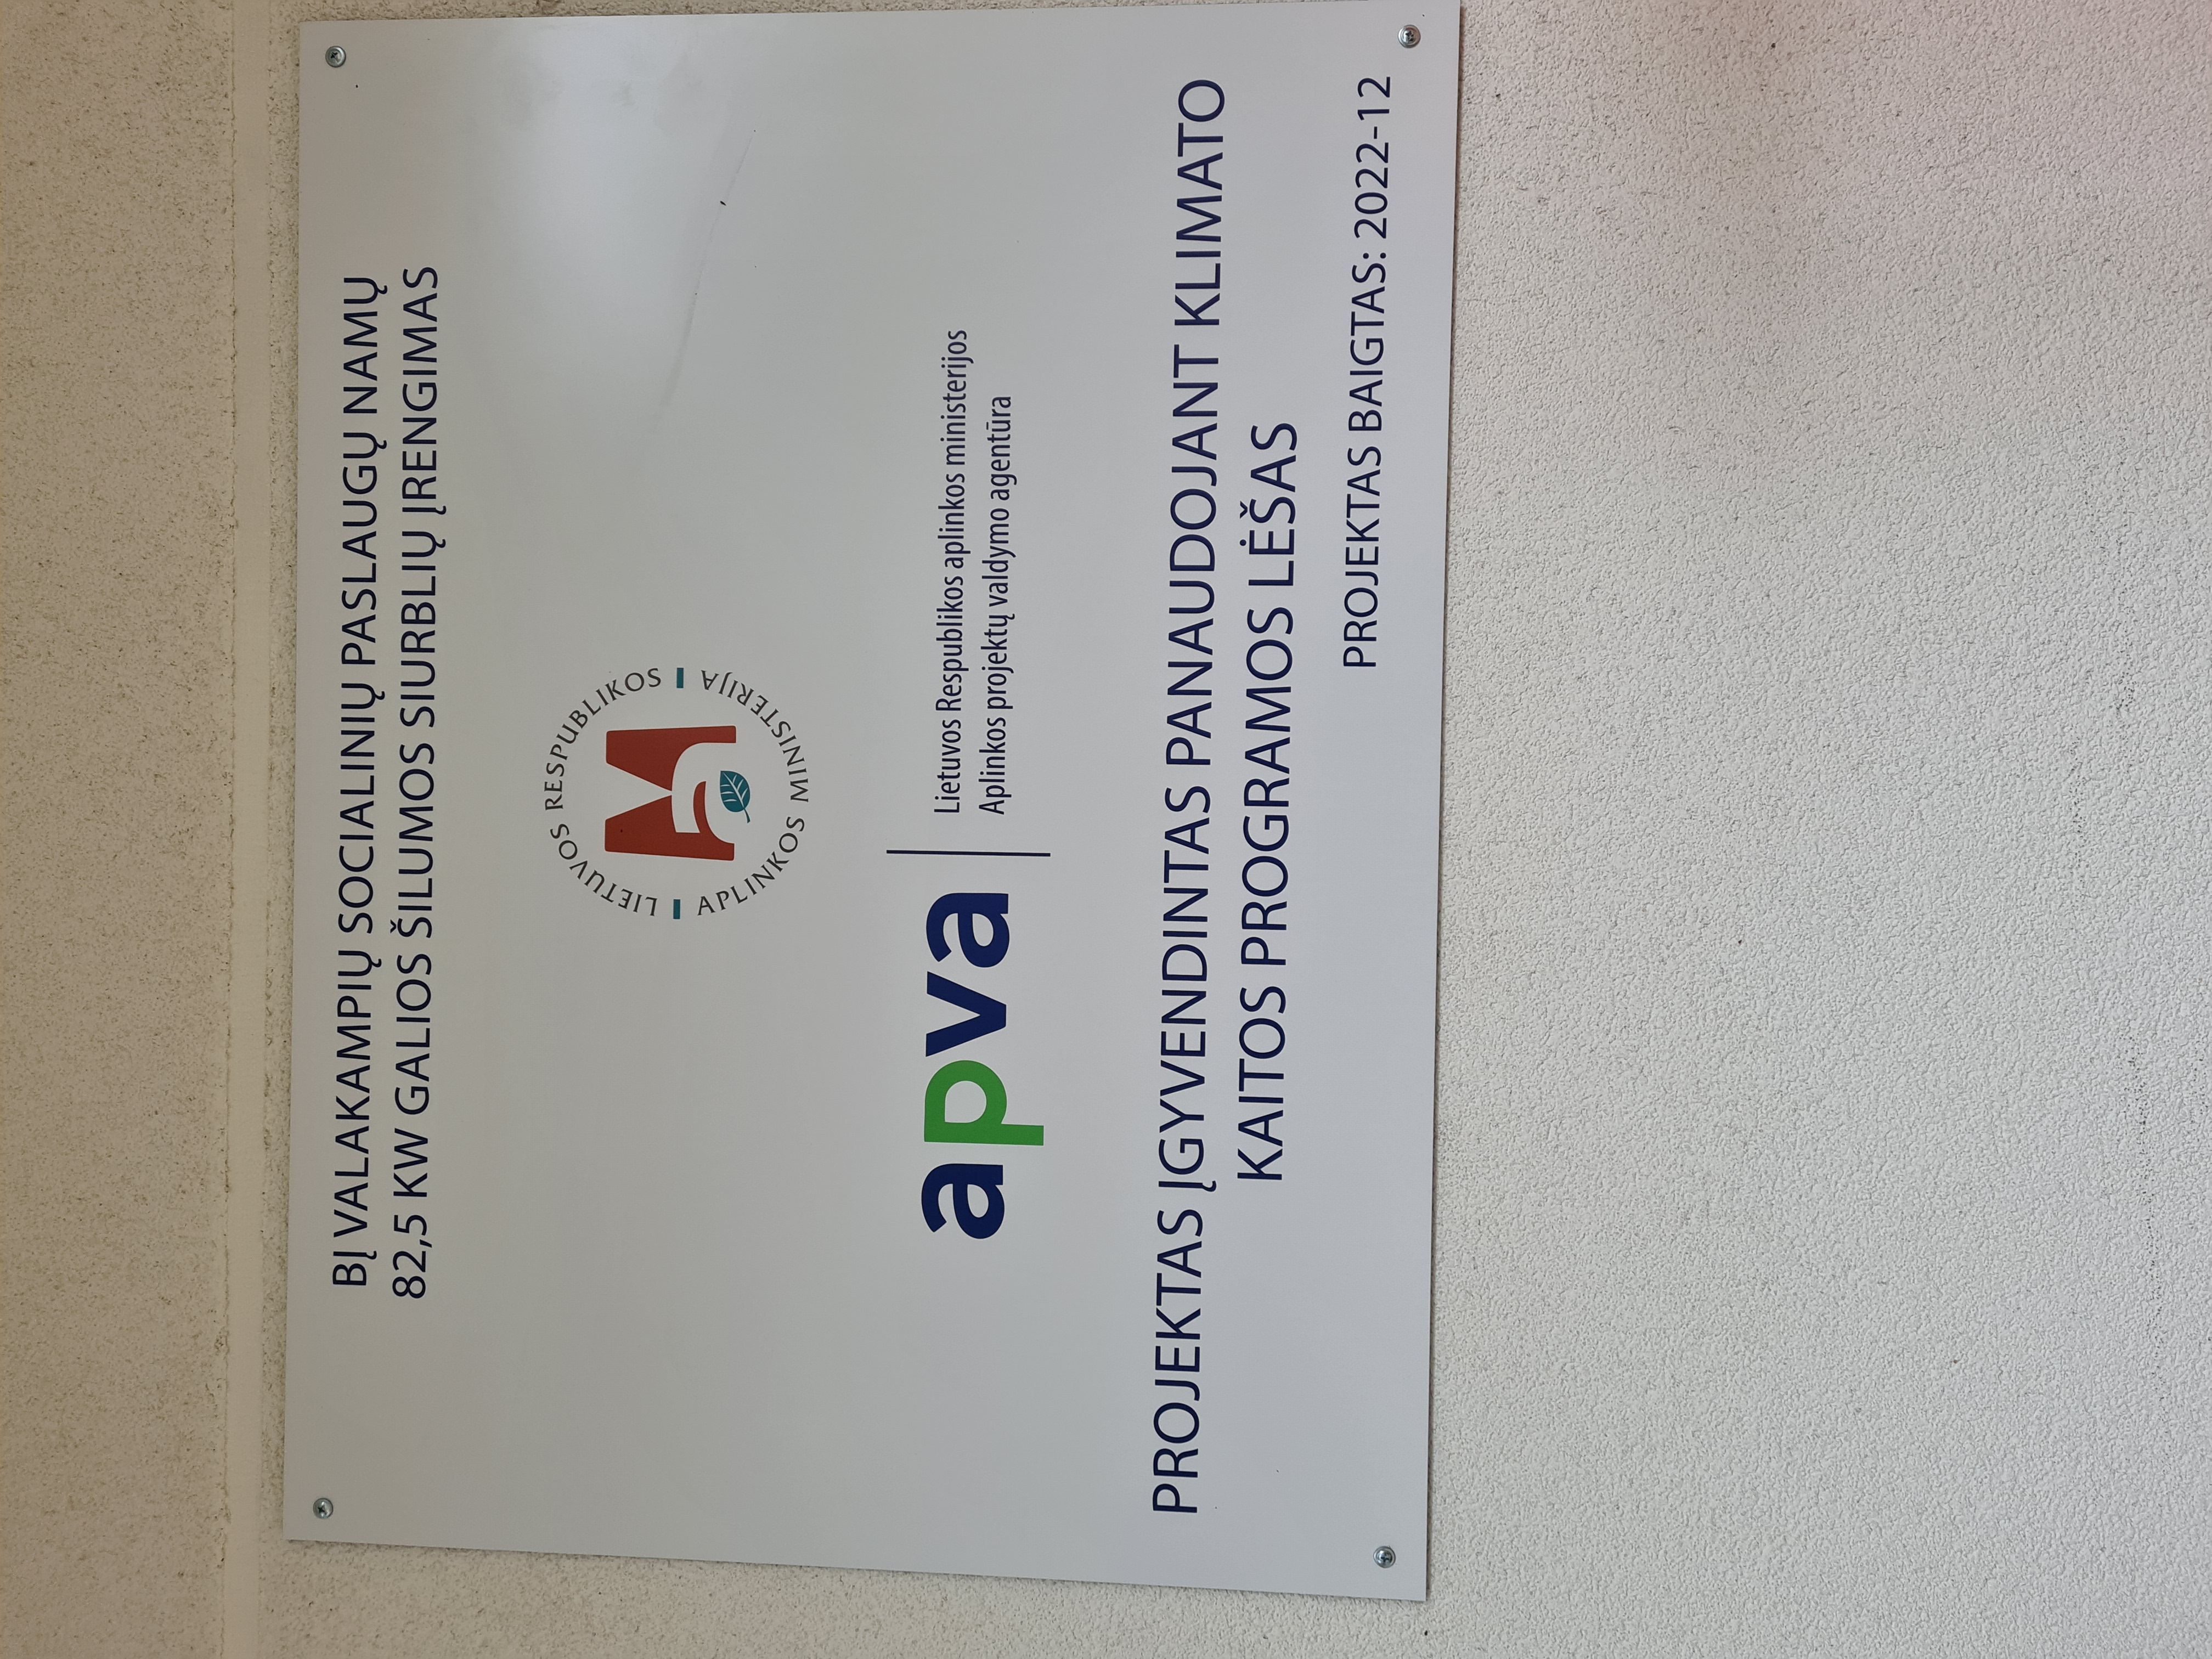 BĮ VALAKAMPIŲ SOCIALINIŲ PASLAUGŲ NAMŲ
82,5 KW GALIOS ŠILUMOS SIURBLIŲ ĮRENGIMAS
LIETUVOS RESPUBLIKOS
APLINKOS MINISTERIJA
apva
Lietuvos Respublikos aplinkos ministerijos
Aplinkos projektų valdymo agentūra
PROJEKTAS ĮGYVENDINTAS PANAUDOJANT KLIMATO
KAITOS PROGRAMOS LĖŠAS
PROJEKTAS BAIGTAS: 2022-12